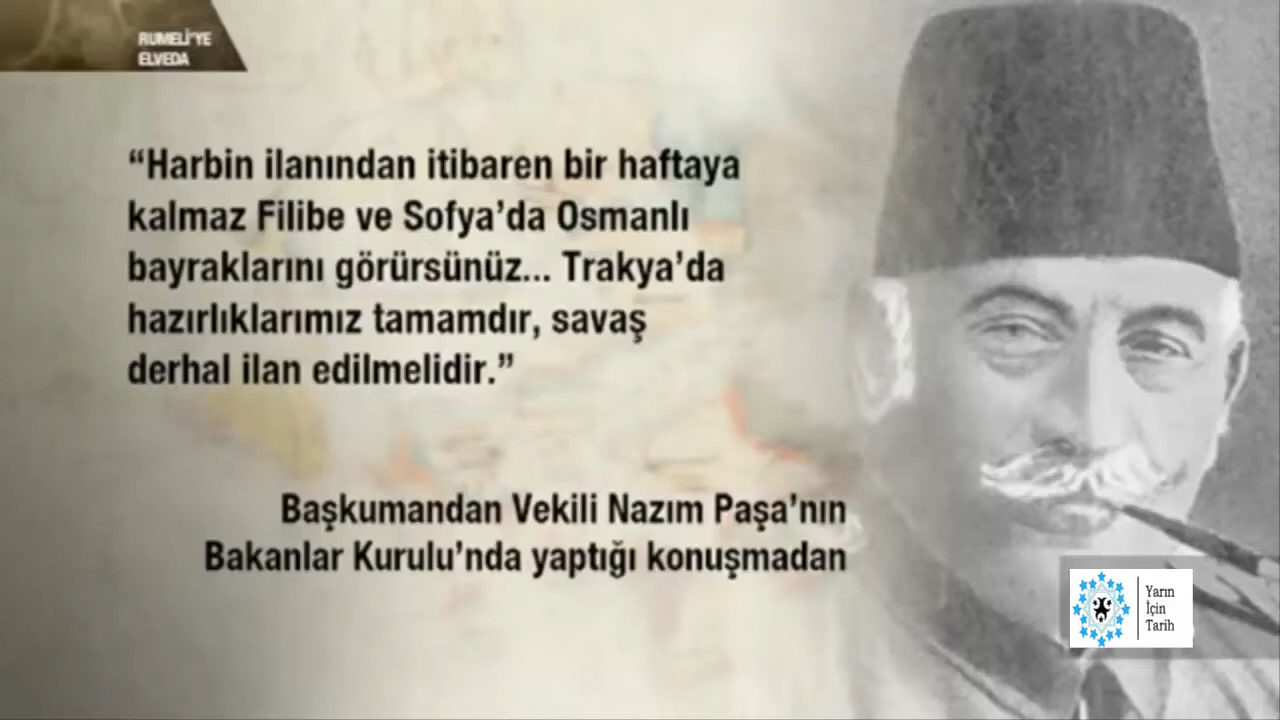 RUMELİ'YE
ELVEDA
“Harbin ilanından itibaren bir haftaya
kalmaz Filibe ve Sofya’da Osmanlı
bayraklarını görürsünüz... Trakya’da
hazırlıklarımız tamamdır, savaş
derhal ilan edilmelidir.”
Başkumandan Vekili Nazım Paşa’nın
Bakanlar Kurulu’nda yaptığı konuşmadan
Yarın
İçin
Tarih